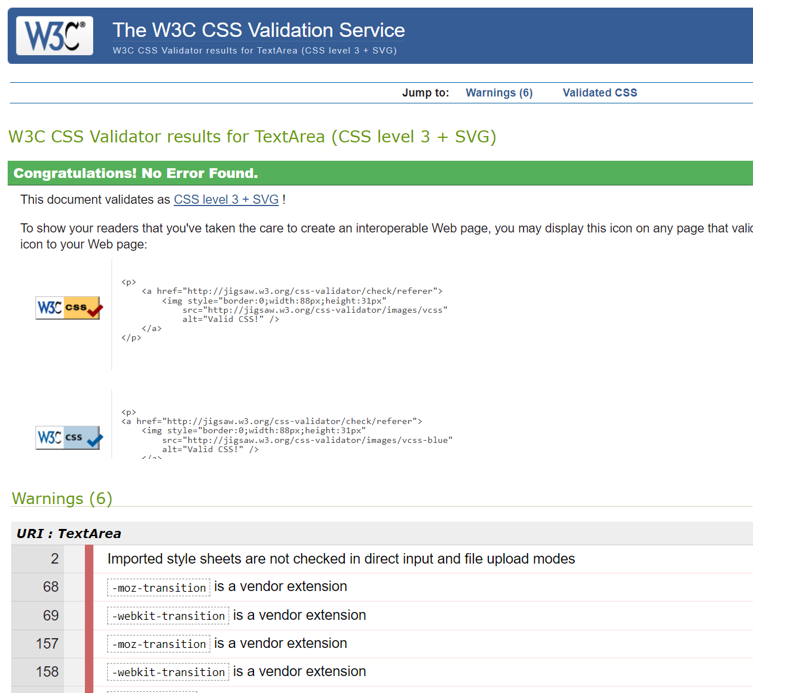 W3C®
The W3C CSS Validation Service
W3C CSS Validator results for TextArea (CSS level 3 + SVG)
Jump to: Warnings (6) Validated CSS
W3C CSS Validator results for TextArea (CSS level 3 + SVG)
Congratulations! No Error Found.
This document validates as CSS level 3 + SVG !
To show your readers that you've taken the care to create an interoperable Web page, you may display this icon on any page that
icon to your Web page:
W3C css
<p>
<a href="http://jigsaw.w3.org/css-validator/check/referer">
<img style="border:0;width:88px;height:31px"
src="http://jigsaw.w3.org/css-validator/images/vcss"
alt="Valid CSS!" />
</a>
</p>
W3C css
<p>
<a href="http://jigsaw.w3.org/css-validator/check/referer">
<img style="border:0;width:88px;height:31px"
src="http://jigsaw.w3.org/css-validator/images/vcss-blue"
alt="Valid CSS!" />
</a>
Warnings (6)
URI : TextArea
2 Imported style sheets are not checked in direct input and file upload modes
68 -moz-transition is a vendor extension
69 -webkit-transition is a vendor extension
157 -moz-transition is a vendor extension
158 -webkit-transition is a vendor extension